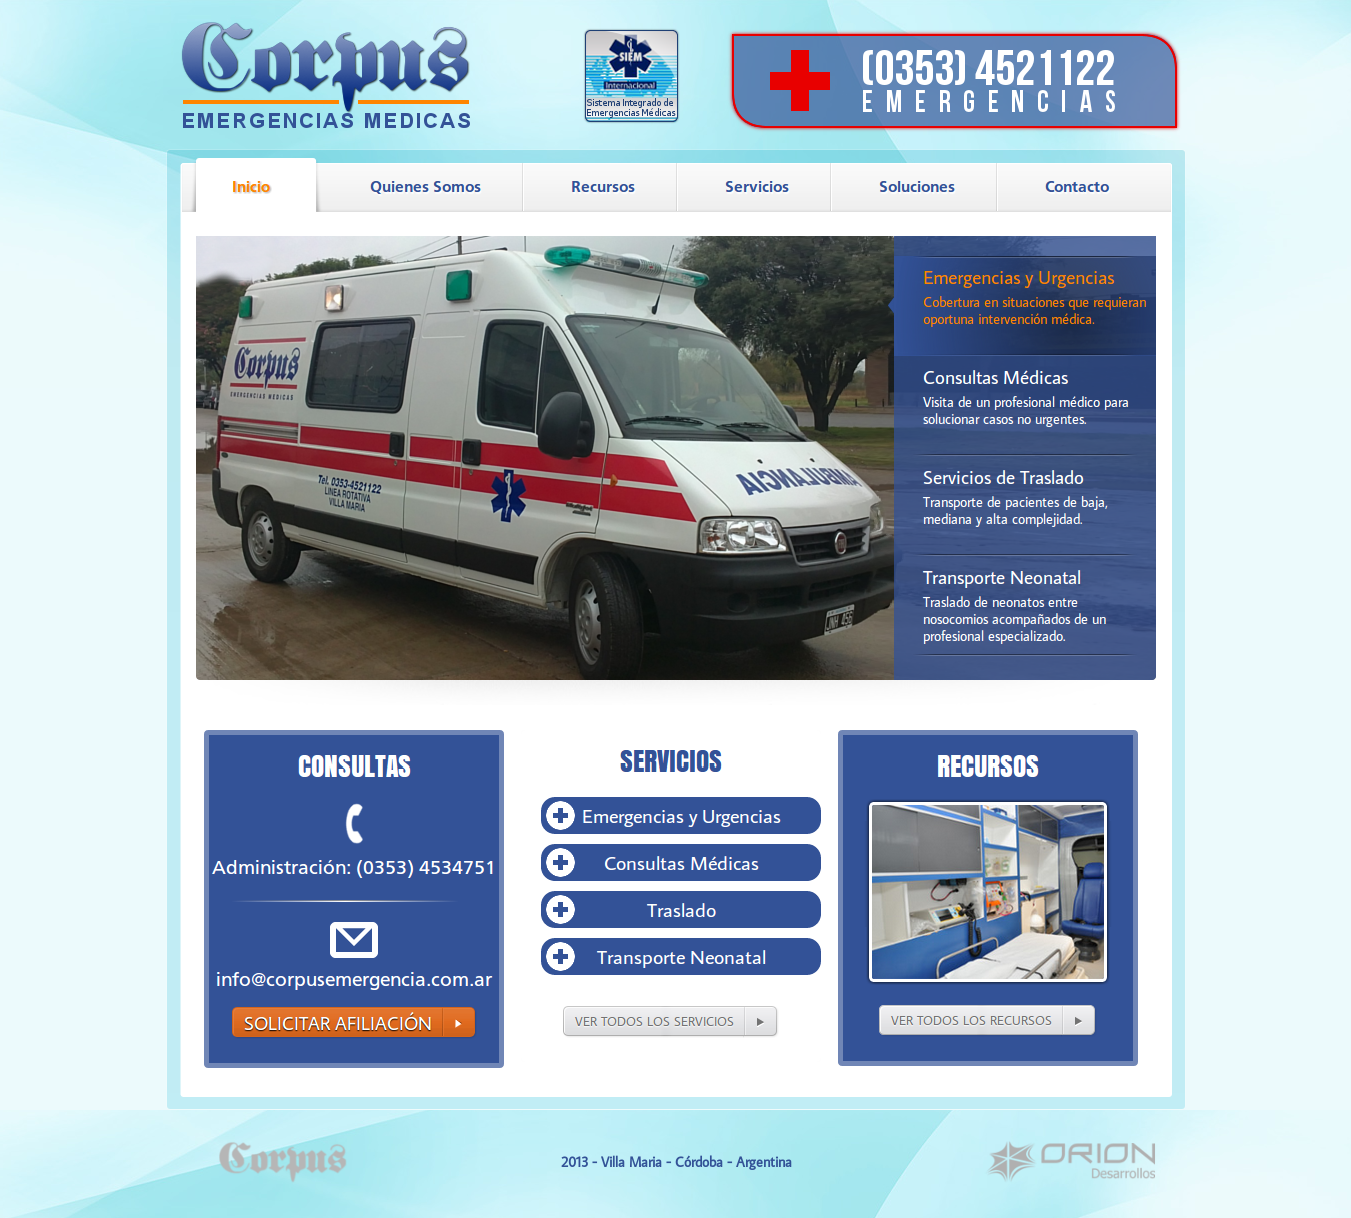 Corpus
EMERGENCIAS MEDICAS
SIEM
Internacional
Sistema Integrado de
Emergencias Médicas
(0353) 4521122
EMERGENCIAS
Inicio
Quienes Somos
Recursos
Servicios
Soluciones
Contacto
Corpus
EMERGENCIAS MEDICAS
Tel. 0353-4521122
LINEA ROTATIVA
VILLA MARIA
AMBULANCIA
JNH 456
Emergencias y Urgencias
Cobertura en situaciones que requieran
oportuna intervención médica.
Consultas Médicas
Visita de un profesional médico para
solucionar casos no urgentes.
Servicios de Traslado
Transporte de pacientes de baja,
mediana y alta complejidad.
Transporte Neonatal
Traslado de neonatos entre
nosocomios acompañados de un
profesional especializado.
CONSULTAS
Administración: (0353) 4534751
info@corpusemergencia.com.ar
SOLICITAR AFILIACIÓN
SERVICIOS
Emergencias y Urgencias
Consultas Médicas
Traslado
Transporte Neonatal
VER TODOS LOS SERVICIOS
RECURSOS
VER TODOS LOS RECURSOS
Corpus
2013 - Villa Maria - Córdoba - Argentina
ORION
Desarrollos